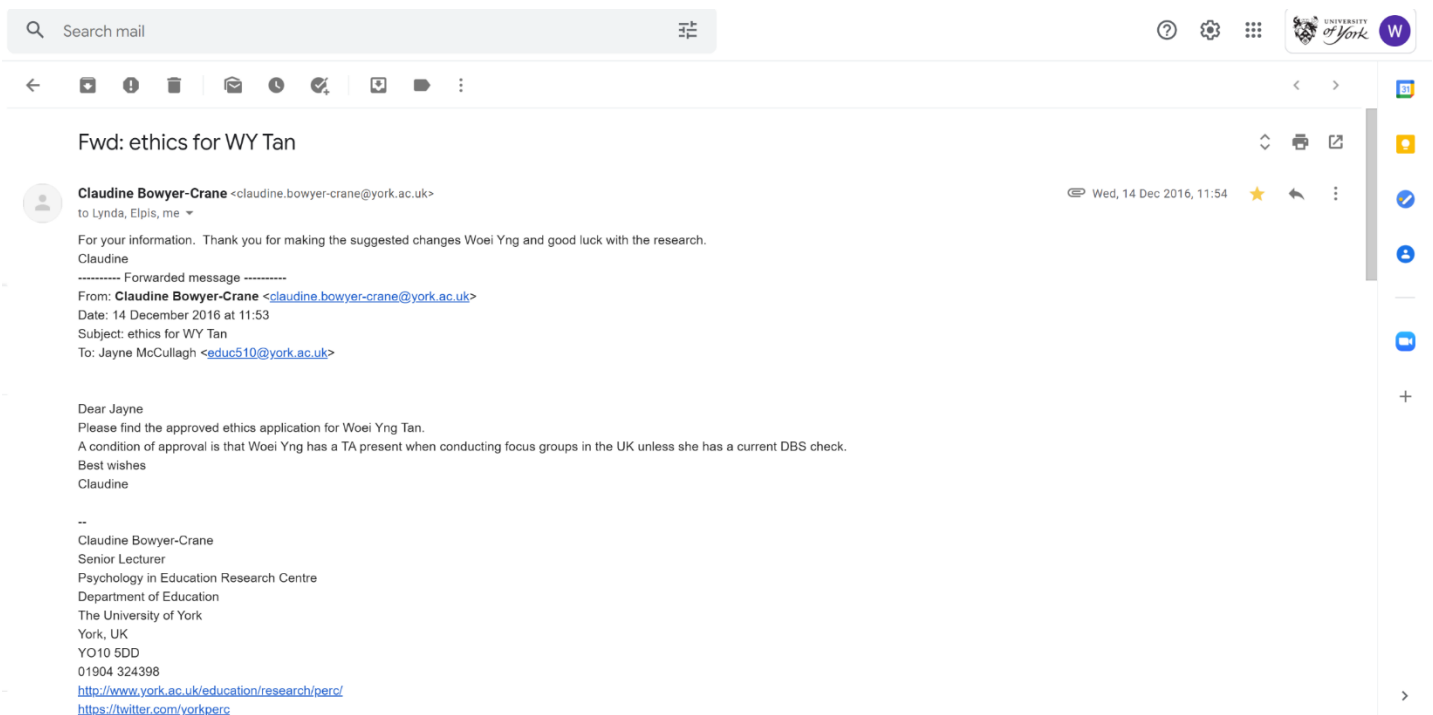 Search mail
UNIVERSITY
of York
W
31
Fwd: ethics for WY Tan
Claudine Bowyer-Crane <claudine.bowyer-crane@york.ac.uk>
Wed, 14 Dec 2016, 11:54
to Lynda, Elpis, me
For your information.  Thank you for making the suggested changes Woei Yng and good luck with the research.
Claudine
---------- Forwarded message ----------
From: Claudine Bowyer-Crane <claudine.bowyer-crane@york.ac.uk>
Date: 14 December 2016 at 11:53
Subject: ethics for WY Tan
To: Jayne McCullagh <educ510@york.ac.uk>
Dear Jayne
Please find the approved ethics application for Woei Yng Tan.
A condition of approval is that Woei Yng has a TA present when conducting focus groups in the UK unless she has a current DBS check.
Best wishes
Claudine
--
Claudine Bowyer-Crane
Senior Lecturer
Psychology in Education Research Centre
Department of Education
The University of York
York, UK
YO10 5DD
01904 324398
http://www.york.ac.uk/education/research/perc/
https://twitter.com/yorkperc